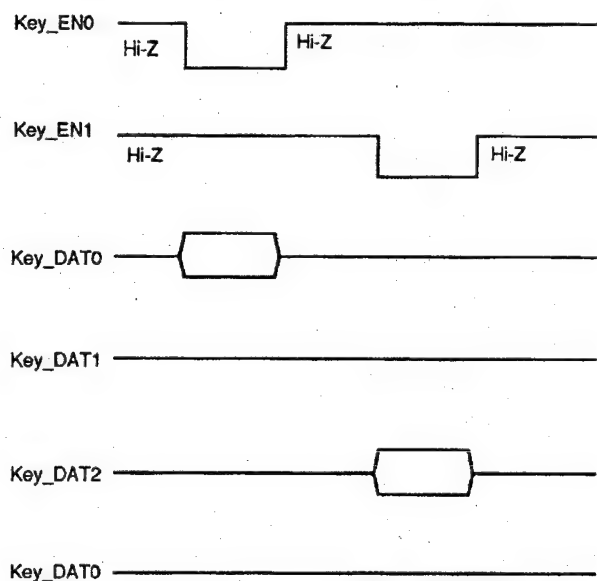 Key_EN0
Hi-Z
Hi-Z
Key_EN1
Hi-Z
Hi-Z
Key_DAT0
Key_DAT1
Key_DAT2
Key_DAT0